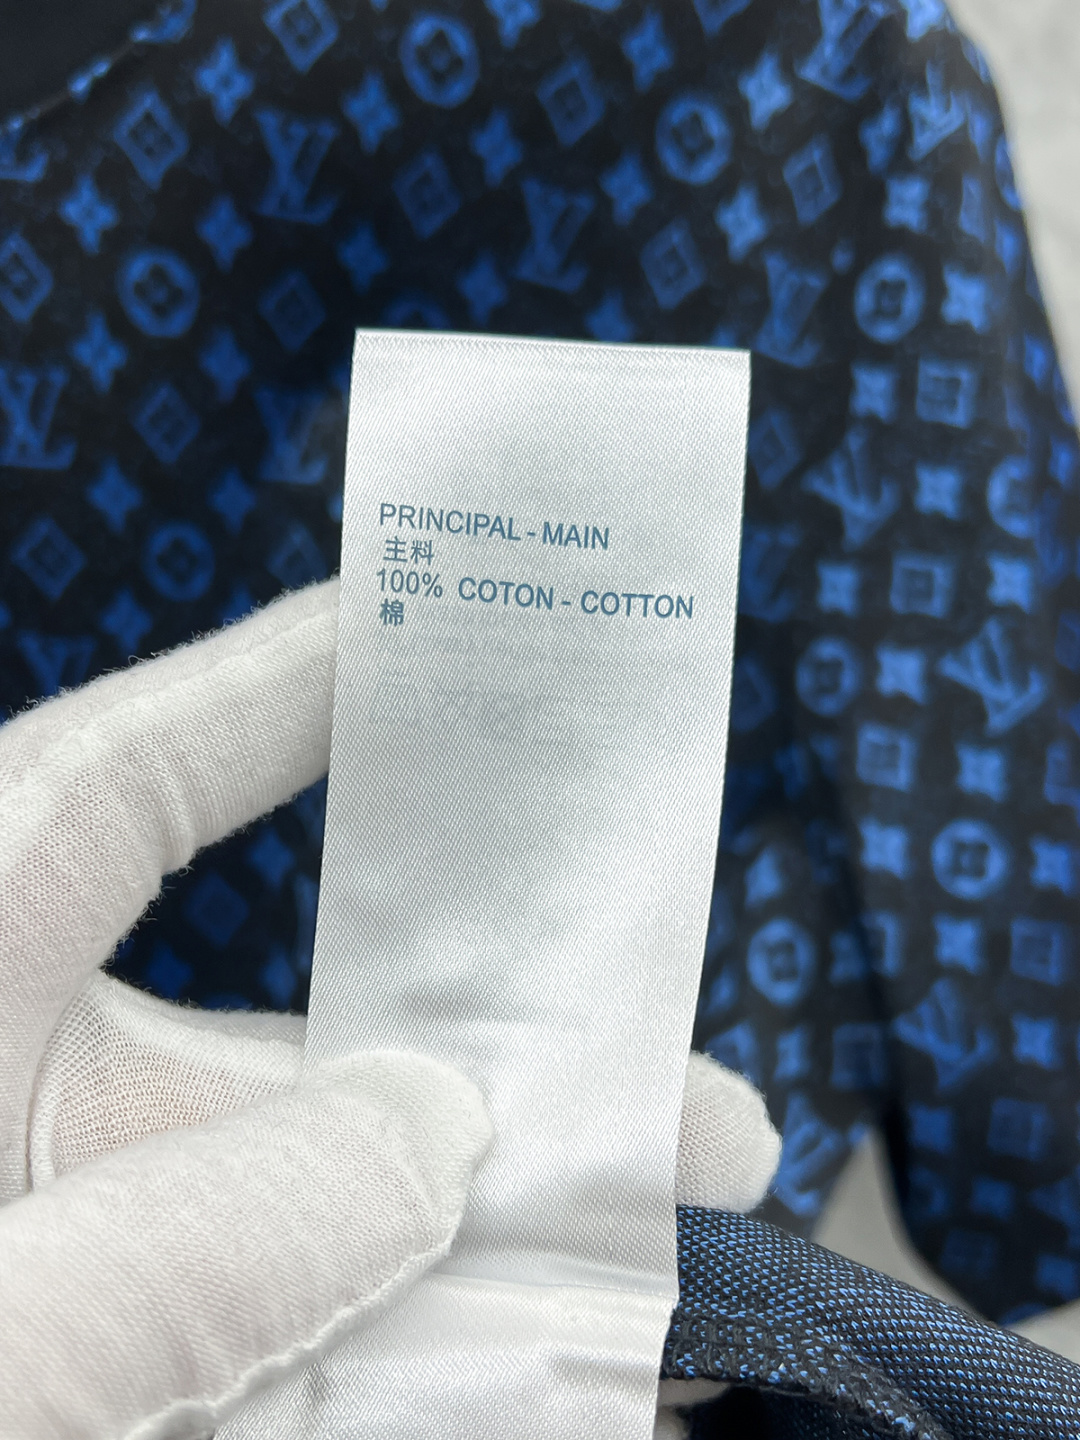 PRINCIPAL - MAIN
主料
100% COTON - COTTON
棉